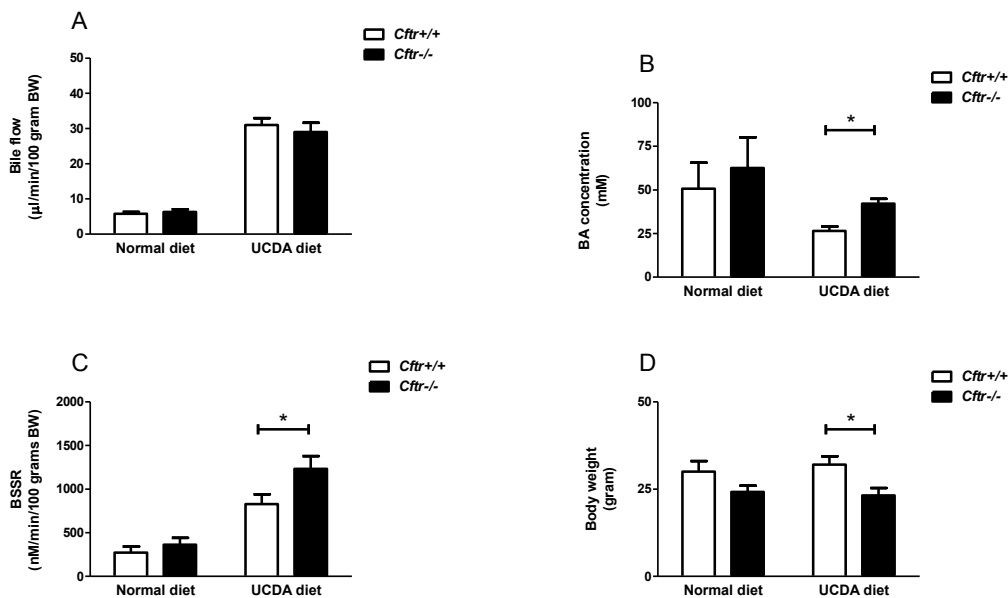 A
Cftr+/+
Cftr-/-
Bile flow
(µl/min/100 gram BW)
50
40
30
20
10
0
Normal diet
UCDA diet
B
Cftr+/+
Cftr-/-
BA concentration
(mM)
100
75
50
25
0
*
Normal diet
UCDA diet
C
Cftr+/+
Cftr-/-
BSSR
(nM/min/100 grams BW)
2000
1500
1000
500
0
*
Normal diet
UCDA diet
D
Cftr+/+
Cftr-/-
Body weight
(gram)
50
25
0
*
Normal diet
UCDA diet